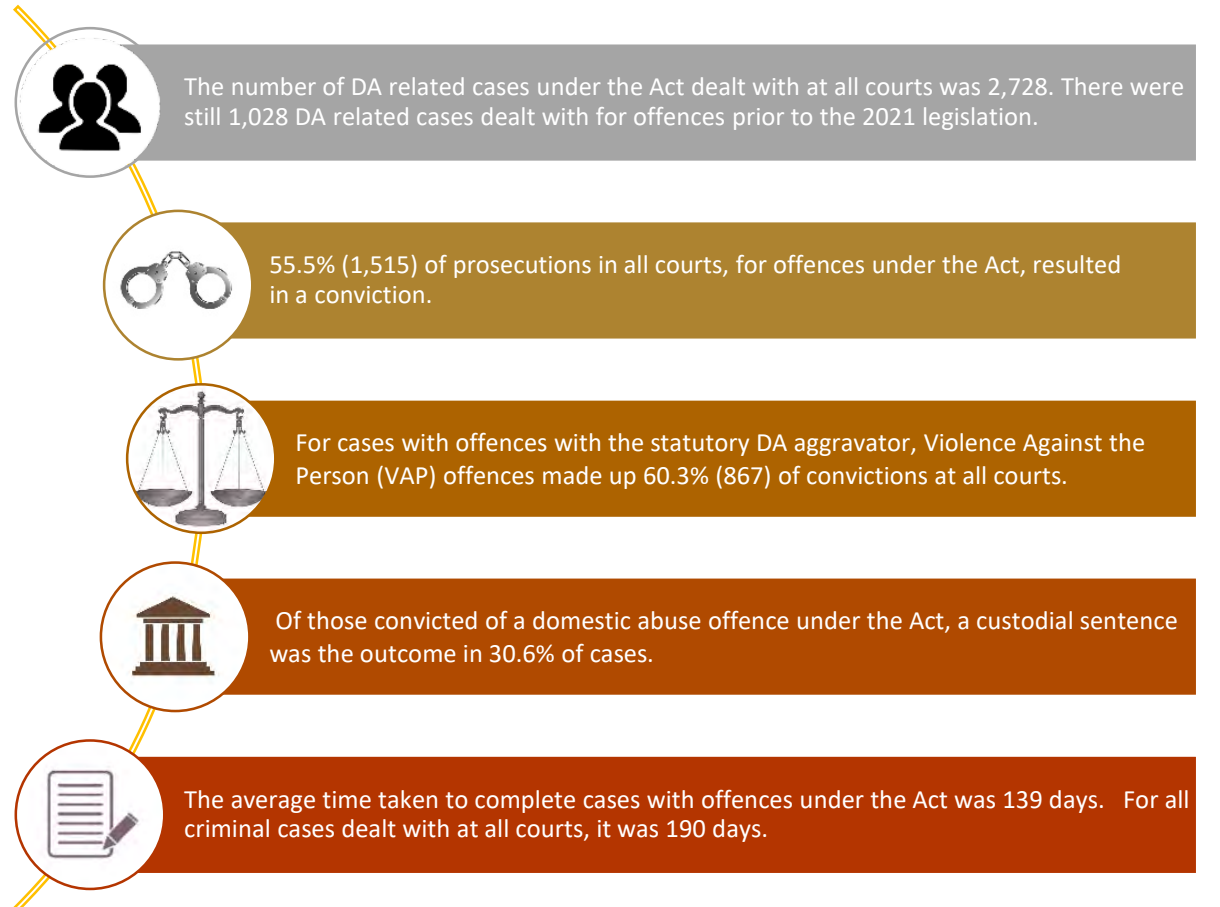 The number of DA related cases under the Act dealt with at all courts was 2,728. There were
still 1,028 DA related cases dealt with for offences prior to the 2021 legislation.
55.5% (1,515) of prosecutions in all courts, for offences under the Act, resulted
in a conviction.
For cases with offences with the statutory DA aggravator, Violence Against the
Person (VAP) offences made up 60.3% (867) of convictions at all courts.
Of those convicted of a domestic abuse offence under the Act, a custodial sentence
was the outcome in 30.6% of cases.
The average time taken to complete cases with offences under the Act was 139 days. For all
criminal cases dealt with at all courts, it was 190 days.